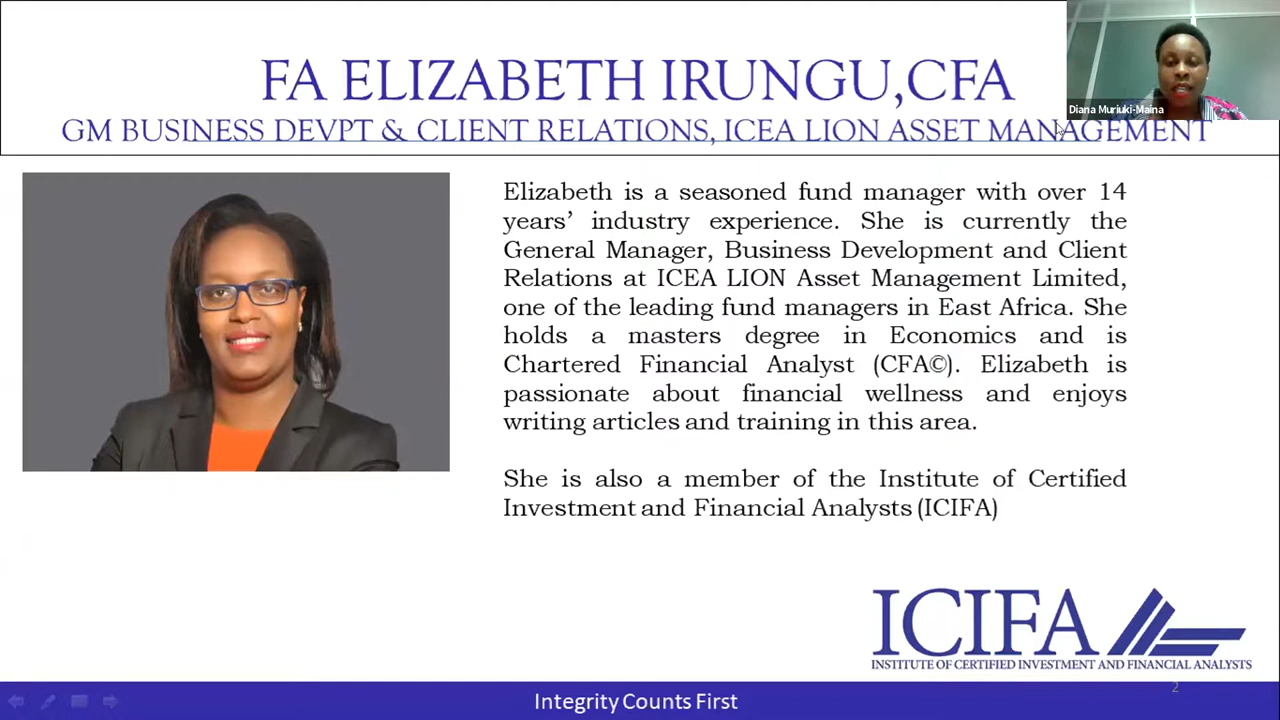 FA ELIZABETH IRUNGU,CFA
GM BUSINESS DEVPT & CLIENT RELATIONS, ICEA LION ASSET MANAGEMENT
Diana Muriuki-Maina
Elizabeth is a seasoned fund manager with over 14
years’ industry experience. She is currently the
General Manager, Business Development and Client
Relations at ICEA LION Asset Management Limited,
one of the leading fund managers in East Africa. She
holds a masters degree in Economics and is
Chartered Financial Analyst (CFA©). Elizabeth is
passionate about financial wellness and enjoys
writing articles and training in this area.
She is also a member of the Institute of Certified
Investment and Financial Analysts (ICIFA)
ICIFA
INSTITUTE OF CERTIFIED INVESTMENT AND FINANCIAL ANALYSTS
2
Integrity Counts First